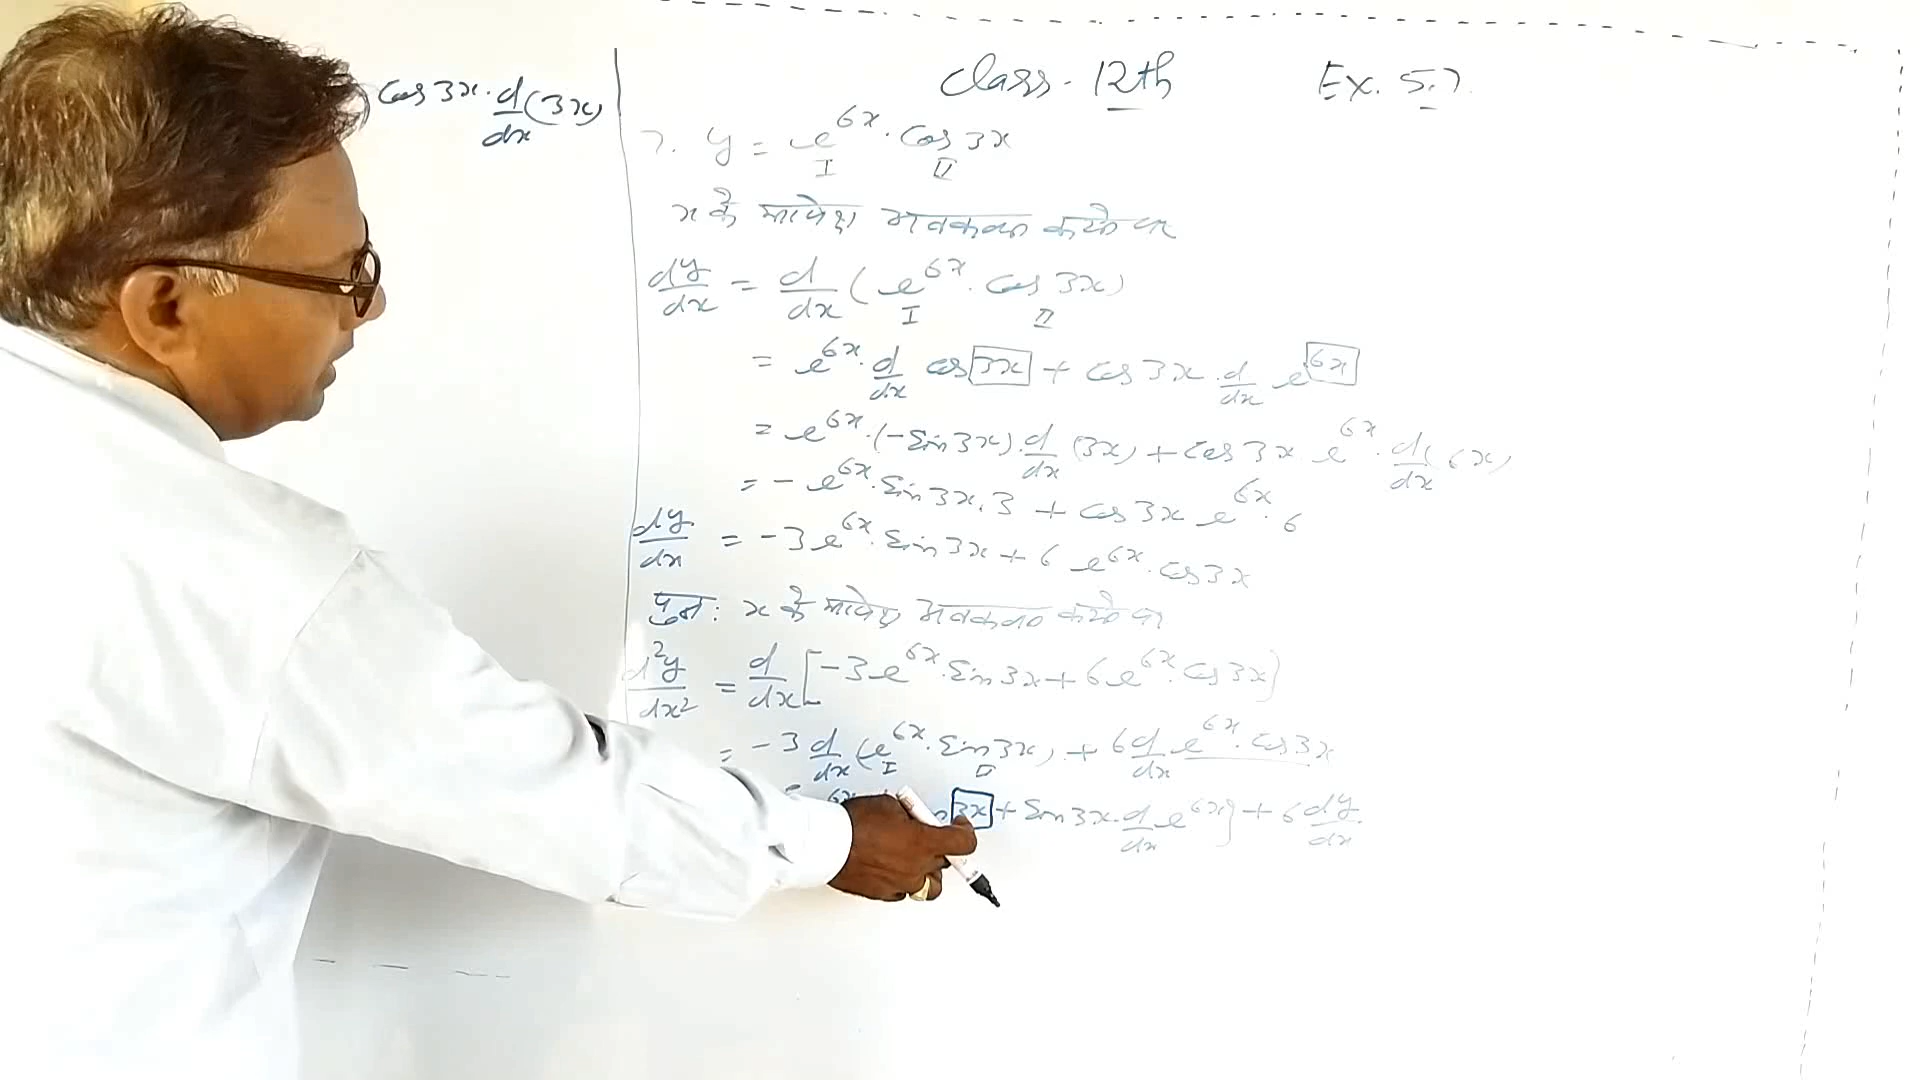 Cos 3x . d/dx (3x)
Class - 12th Ex. 5.7
7. y = e^6x . Cos 3x
I II
x के सापेक्ष अवकलन करने पर
dy/dx = d/dx (e^6x . Cos 3x)
I II
= e^6x . d/dx cos 3x + cos 3x . d/dx e^6x
= e^6x . (-Sin 3x) . d/dx (3x) + cos 3x e^6x . d/dx (6x)
= - e^6x . Sin 3x . 3 + cos 3x e^6x . 6
dy/dx = -3 e^6x . Sin 3x + 6 e^6x . cos 3x
पुनः x के सापेक्ष अवकलन करने पर
d²y/dx² = d/dx [-3e^6x . Sin 3x + 6e^6x . cos 3x]
= -3 d/dx (e^6x . Sin 3x) + 6 d/dx e^6x . cos 3x
I II
6x 3x + Sin 3x . d/dx e^6x} + 6 dy/dx .